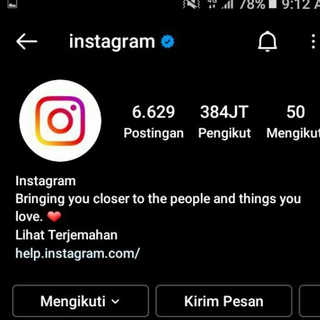 78% 9:12
instagram
6.629 384JT 50
Postingan Pengikut Mengikut
Instagram
Bringing you closer to the people and things you
love. ❤️
Lihat Terjemahan
help.instagram.com/
Mengikuti Kirim Pesan